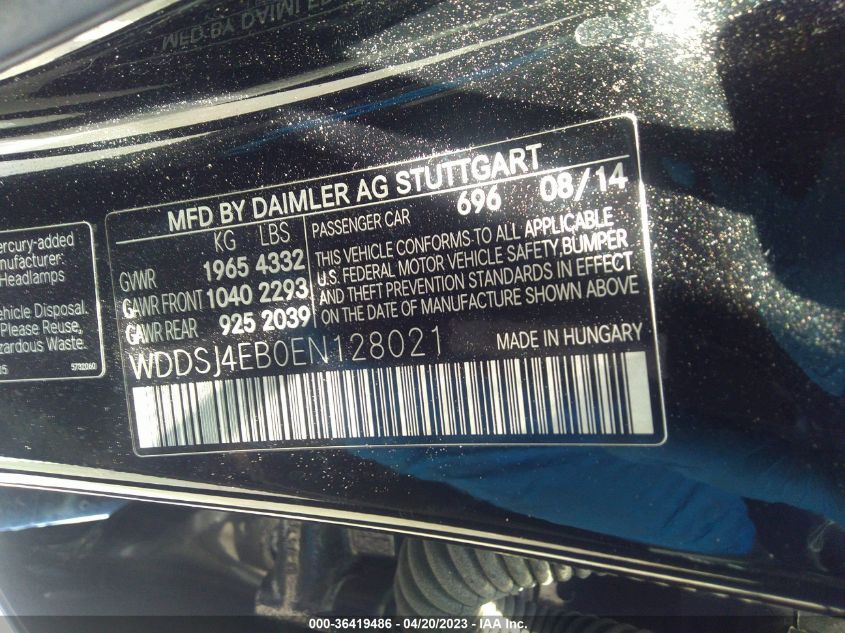 MFD BY DAIMLER AG STUTTGART
KG LBS
GVWR 1965 4332
GAWR FRONT 1040 2293
GAWR REAR 925 2039
PASSENGER CAR 696 08/14
THIS VEHICLE CONFORMS TO ALL APPLICABLE
U.S. FEDERAL MOTOR VEHICLE SAFETY, BUMPER
AND THEFT PREVENTION STANDARDS IN EFFECT
ON THE DATE OF MANUFACTURE SHOWN ABOVE
WDDSJ4EB0EN128021
MADE IN HUNGARY
ercury-added
nufacturer:
Headlamps
ehicle Disposal.
Please Reuse,
zardous Waste.
5732060
000-36419486 - 04/20/2023 - IAA Inc.